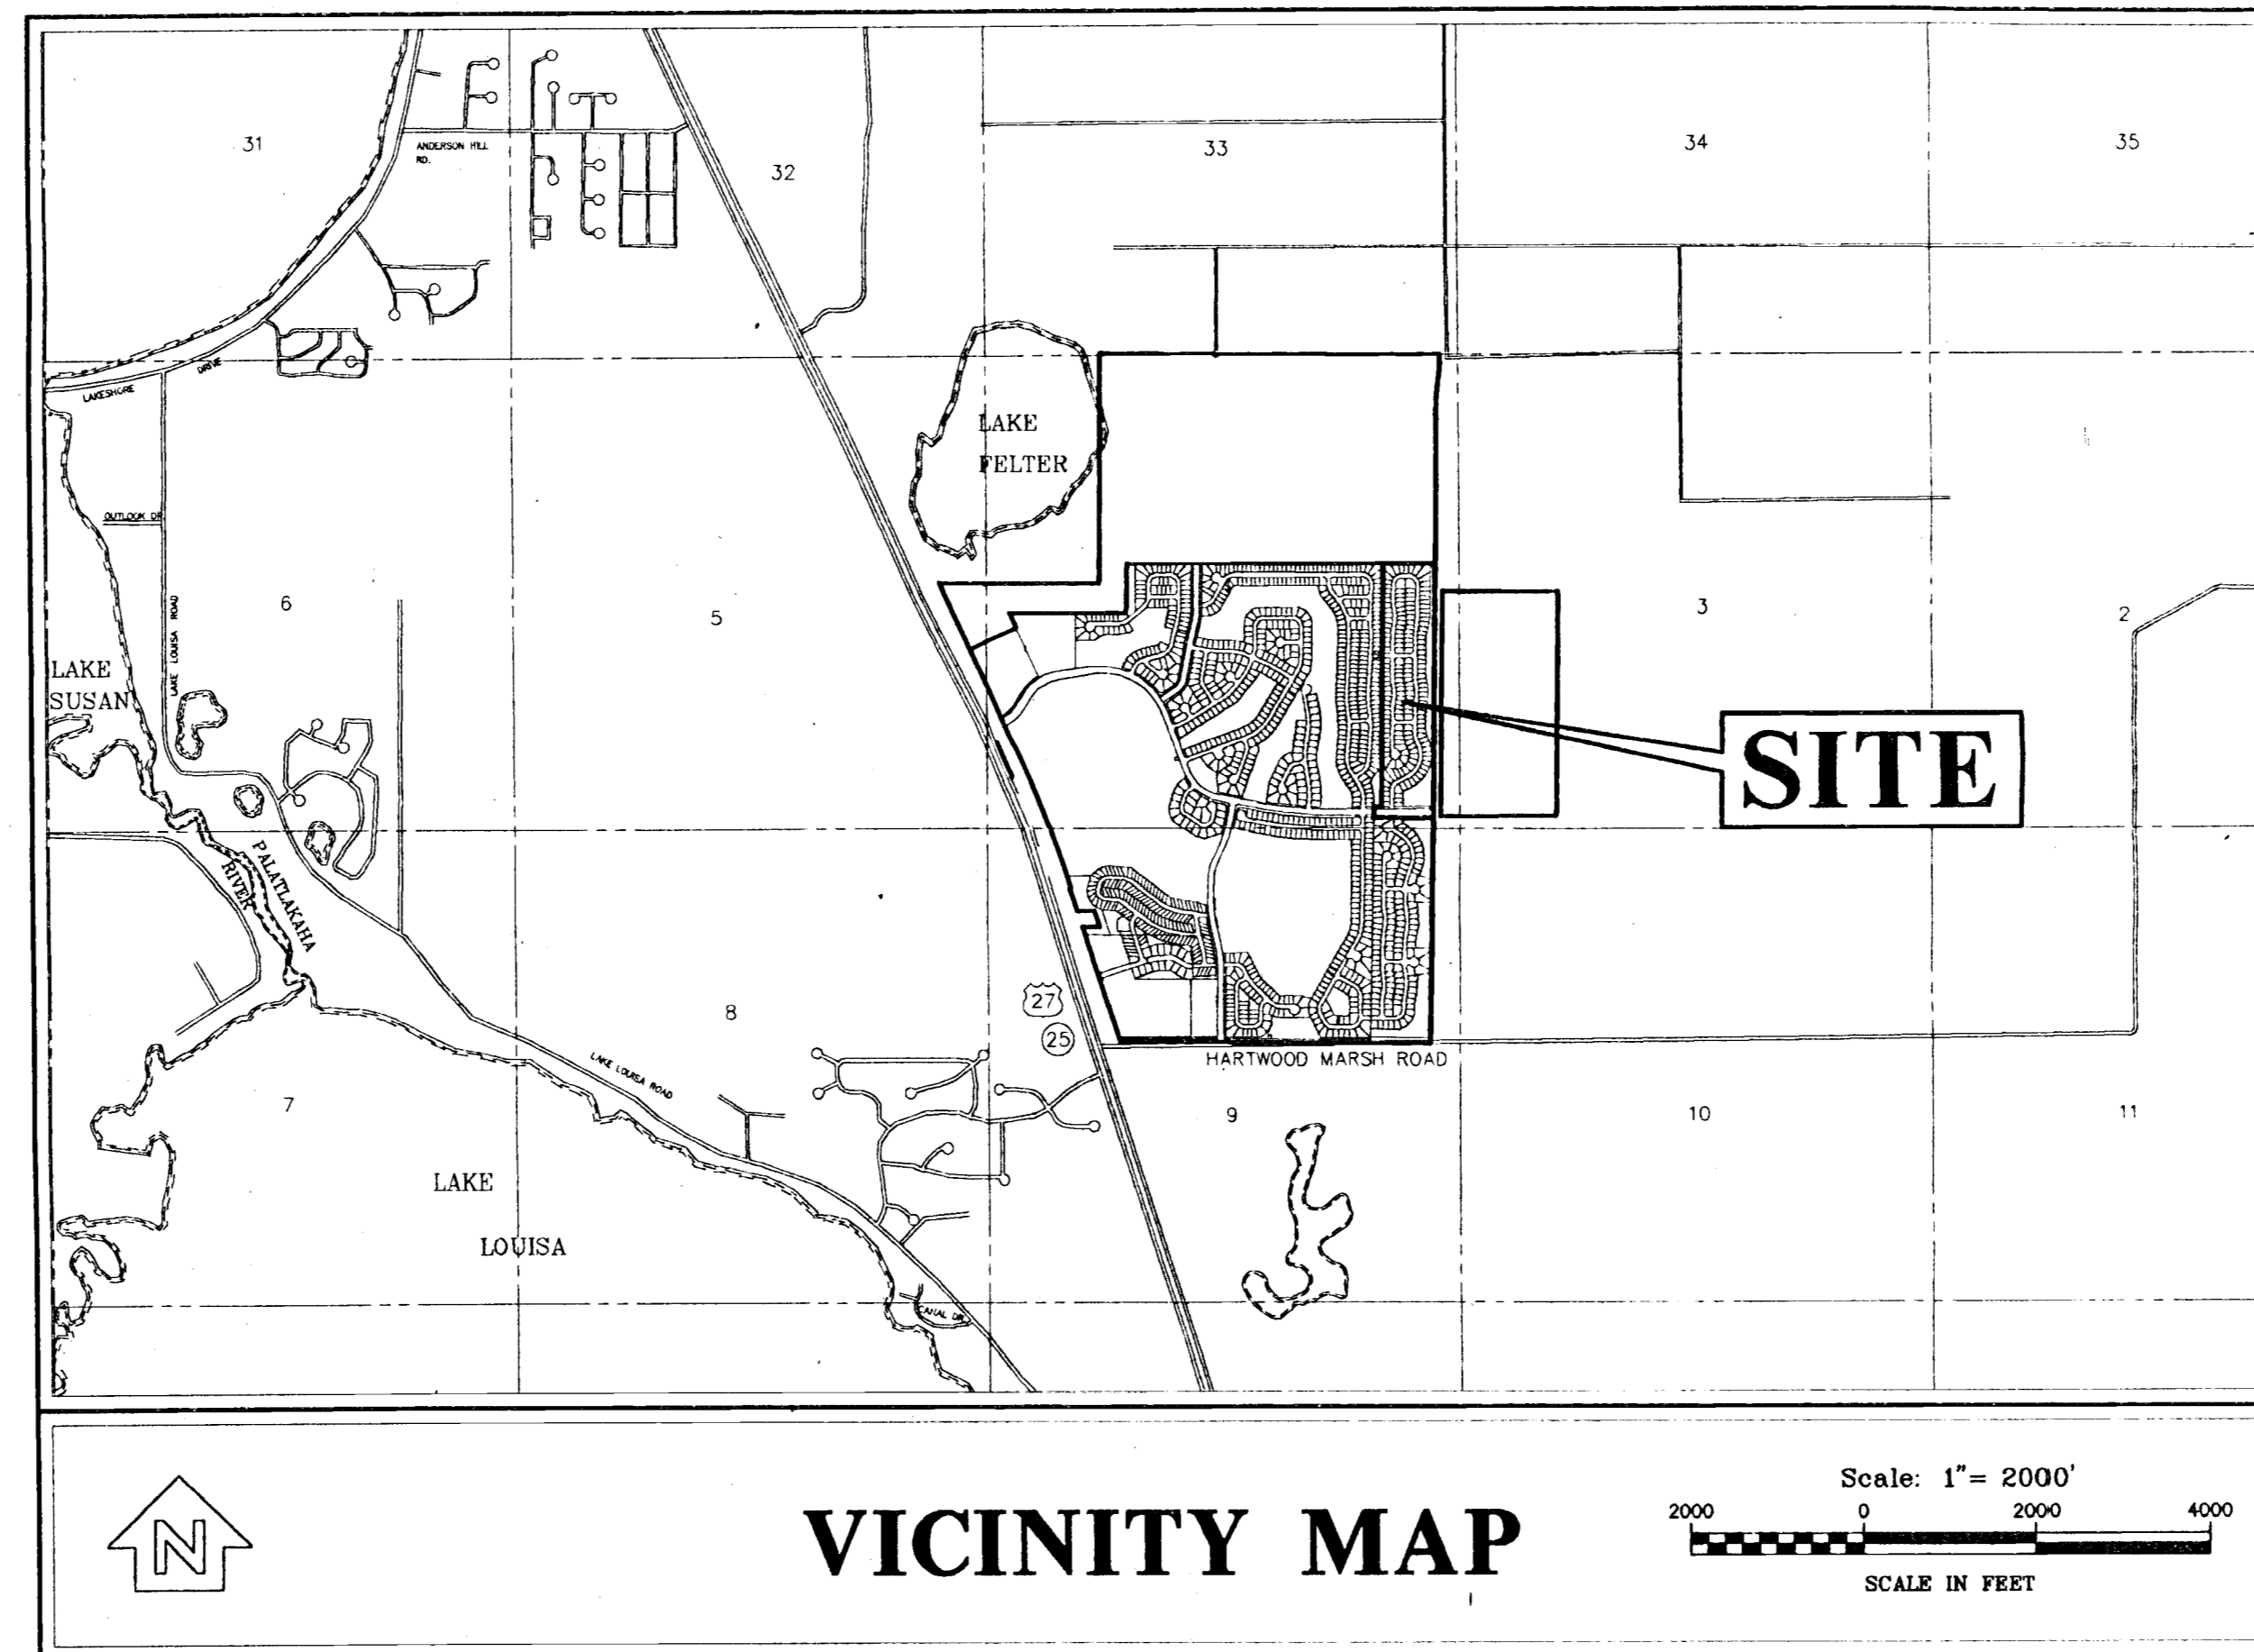 31
ANDERSON HILL
RD.
32
33
34
35
LAKESHORE
DRIVE
LAKE
FELTER
OUTLOOK DR
LAKE LOUISA ROAD
6
5
3
2
LAKE
SUSAN
SITE
PALATLAKAHA
RIVER
27
25
8
HARTWOOD MARSH ROAD
LAKE LOUISA ROAD
7
9
10
11
LAKE
LOUISA
CANAL DR
N
VICINITY MAP
Scale: 1"= 2000'
2000 0 2000 4000
SCALE IN FEET